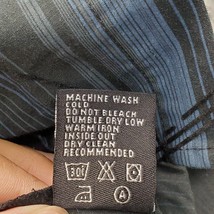 MACHINE WASH
COLD
DO NOT BLEACH
TUMBLE DRY LOW
WARM IRON
INSIDE OUT
DRY CLEAN
RECOMMENDED
30
A